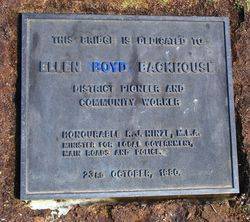 THIS BRIDGE IS DEDICATED TO
ELLEN BOYD BACKHOUSE
DISTRICT PIONEER AND
COMMUNITY WORKER
HONOURABLE R.J. HINZE, M.L.A.
MINISTER FOR LOCAL GOVERNMENT,
MAIN ROADS AND POLICE.
23RD OCTOBER, 1980.